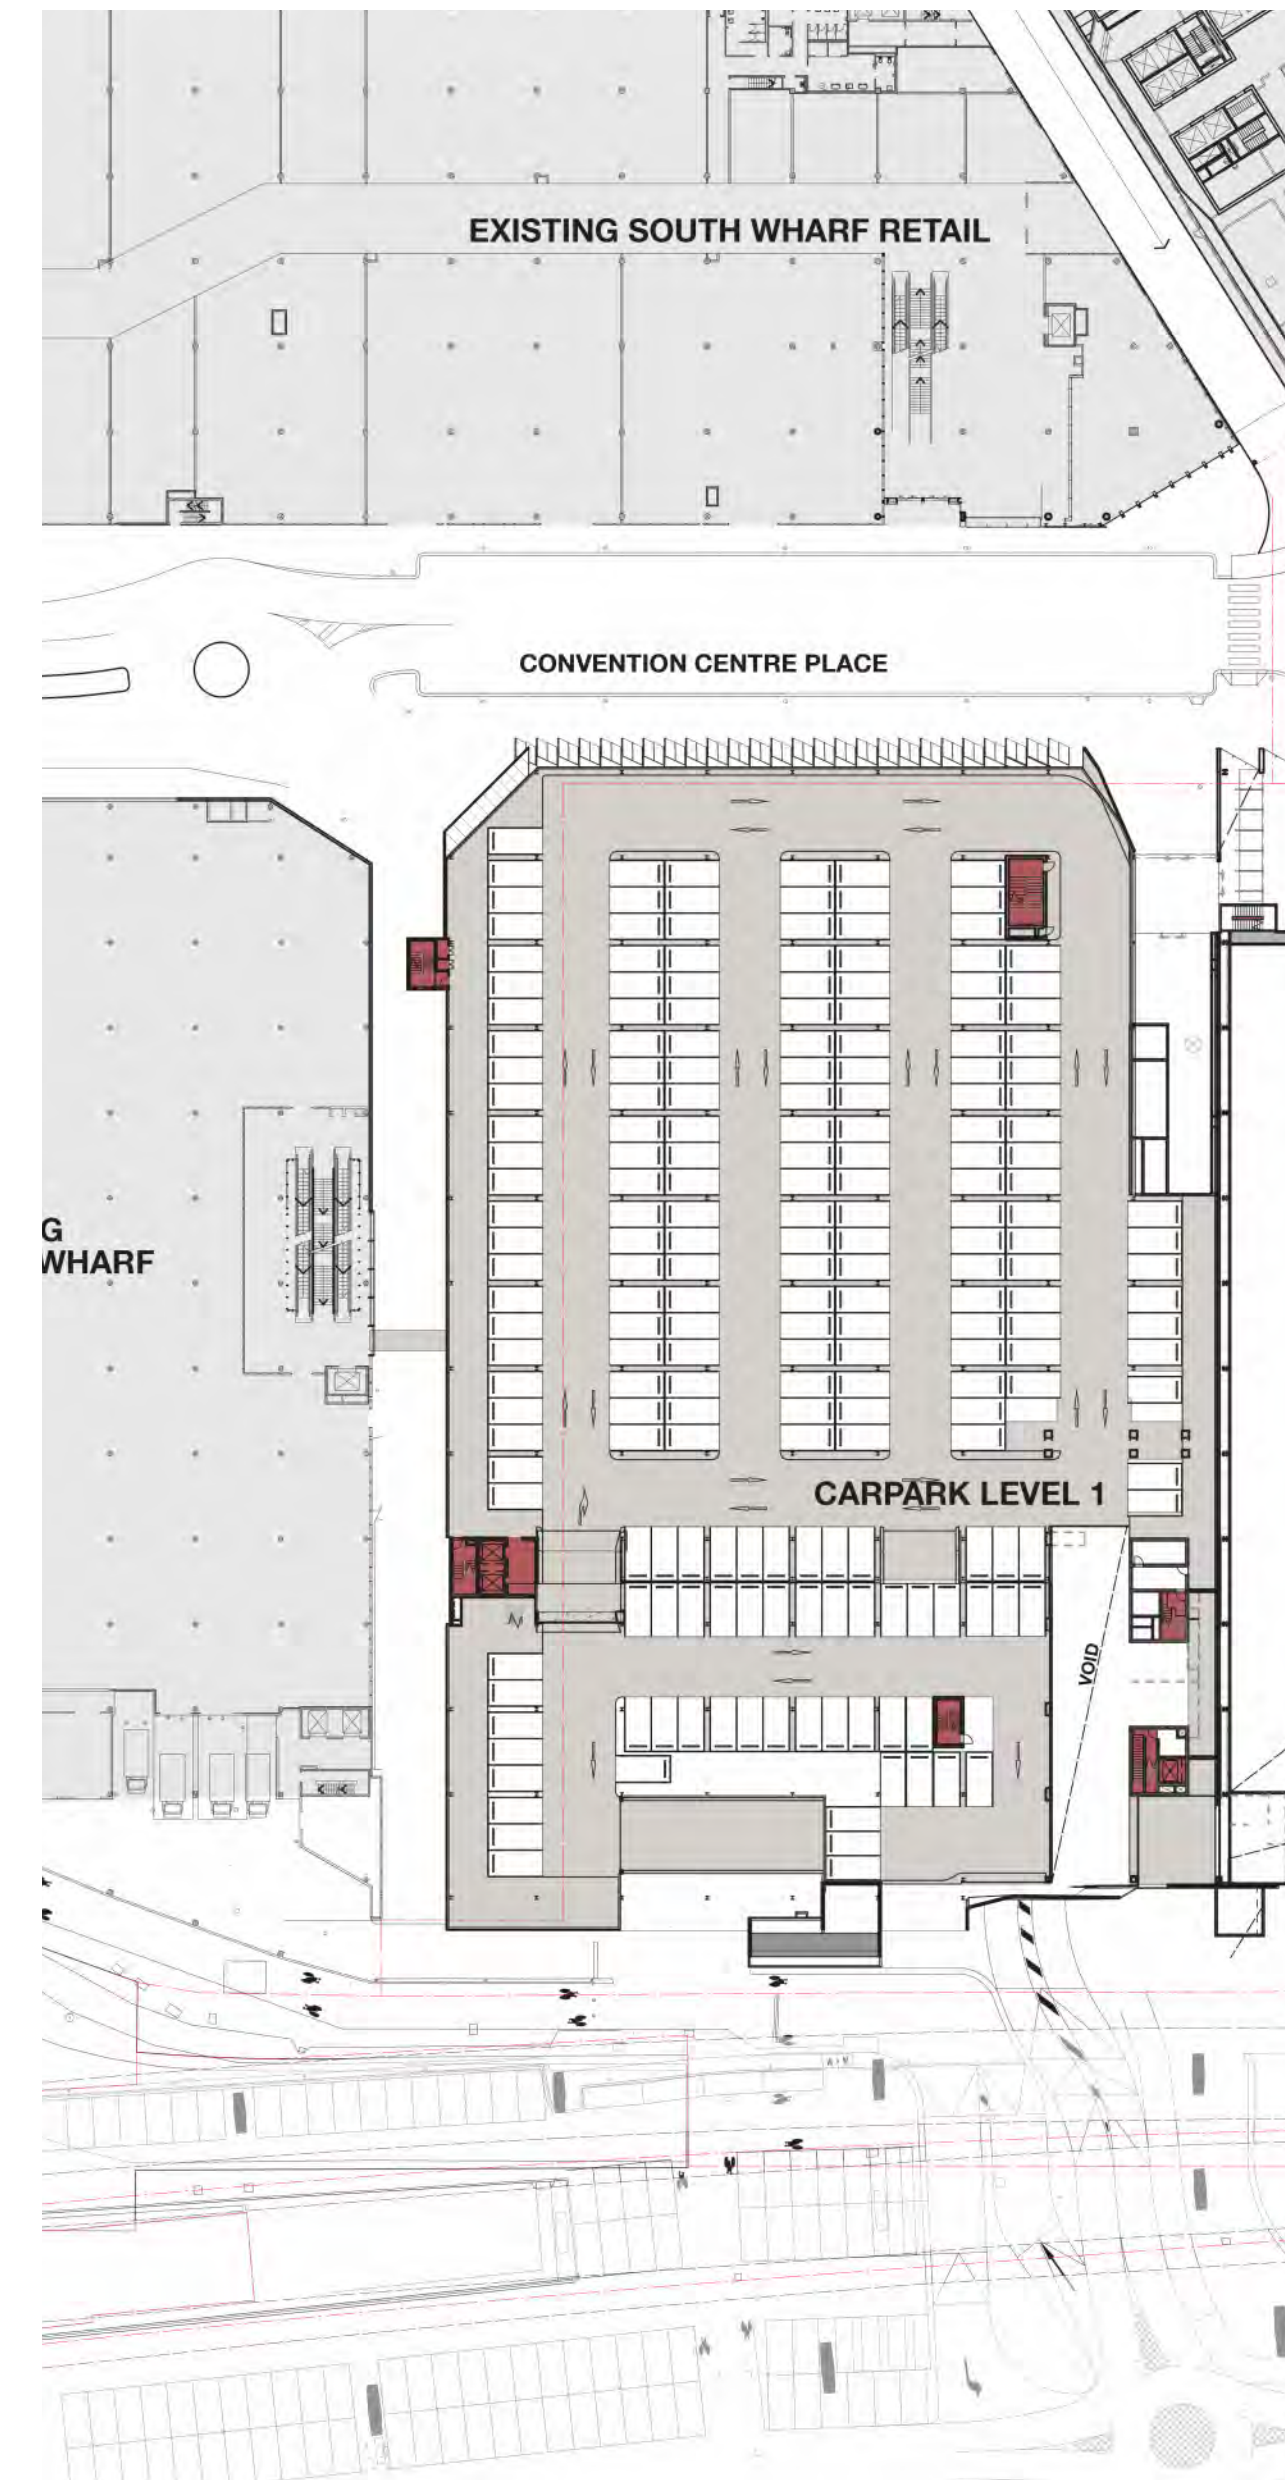 EXISTING SOUTH WHARF RETAIL
CONVENTION CENTRE PLACE
G
WHARF
CARPARK LEVEL 1
VOID